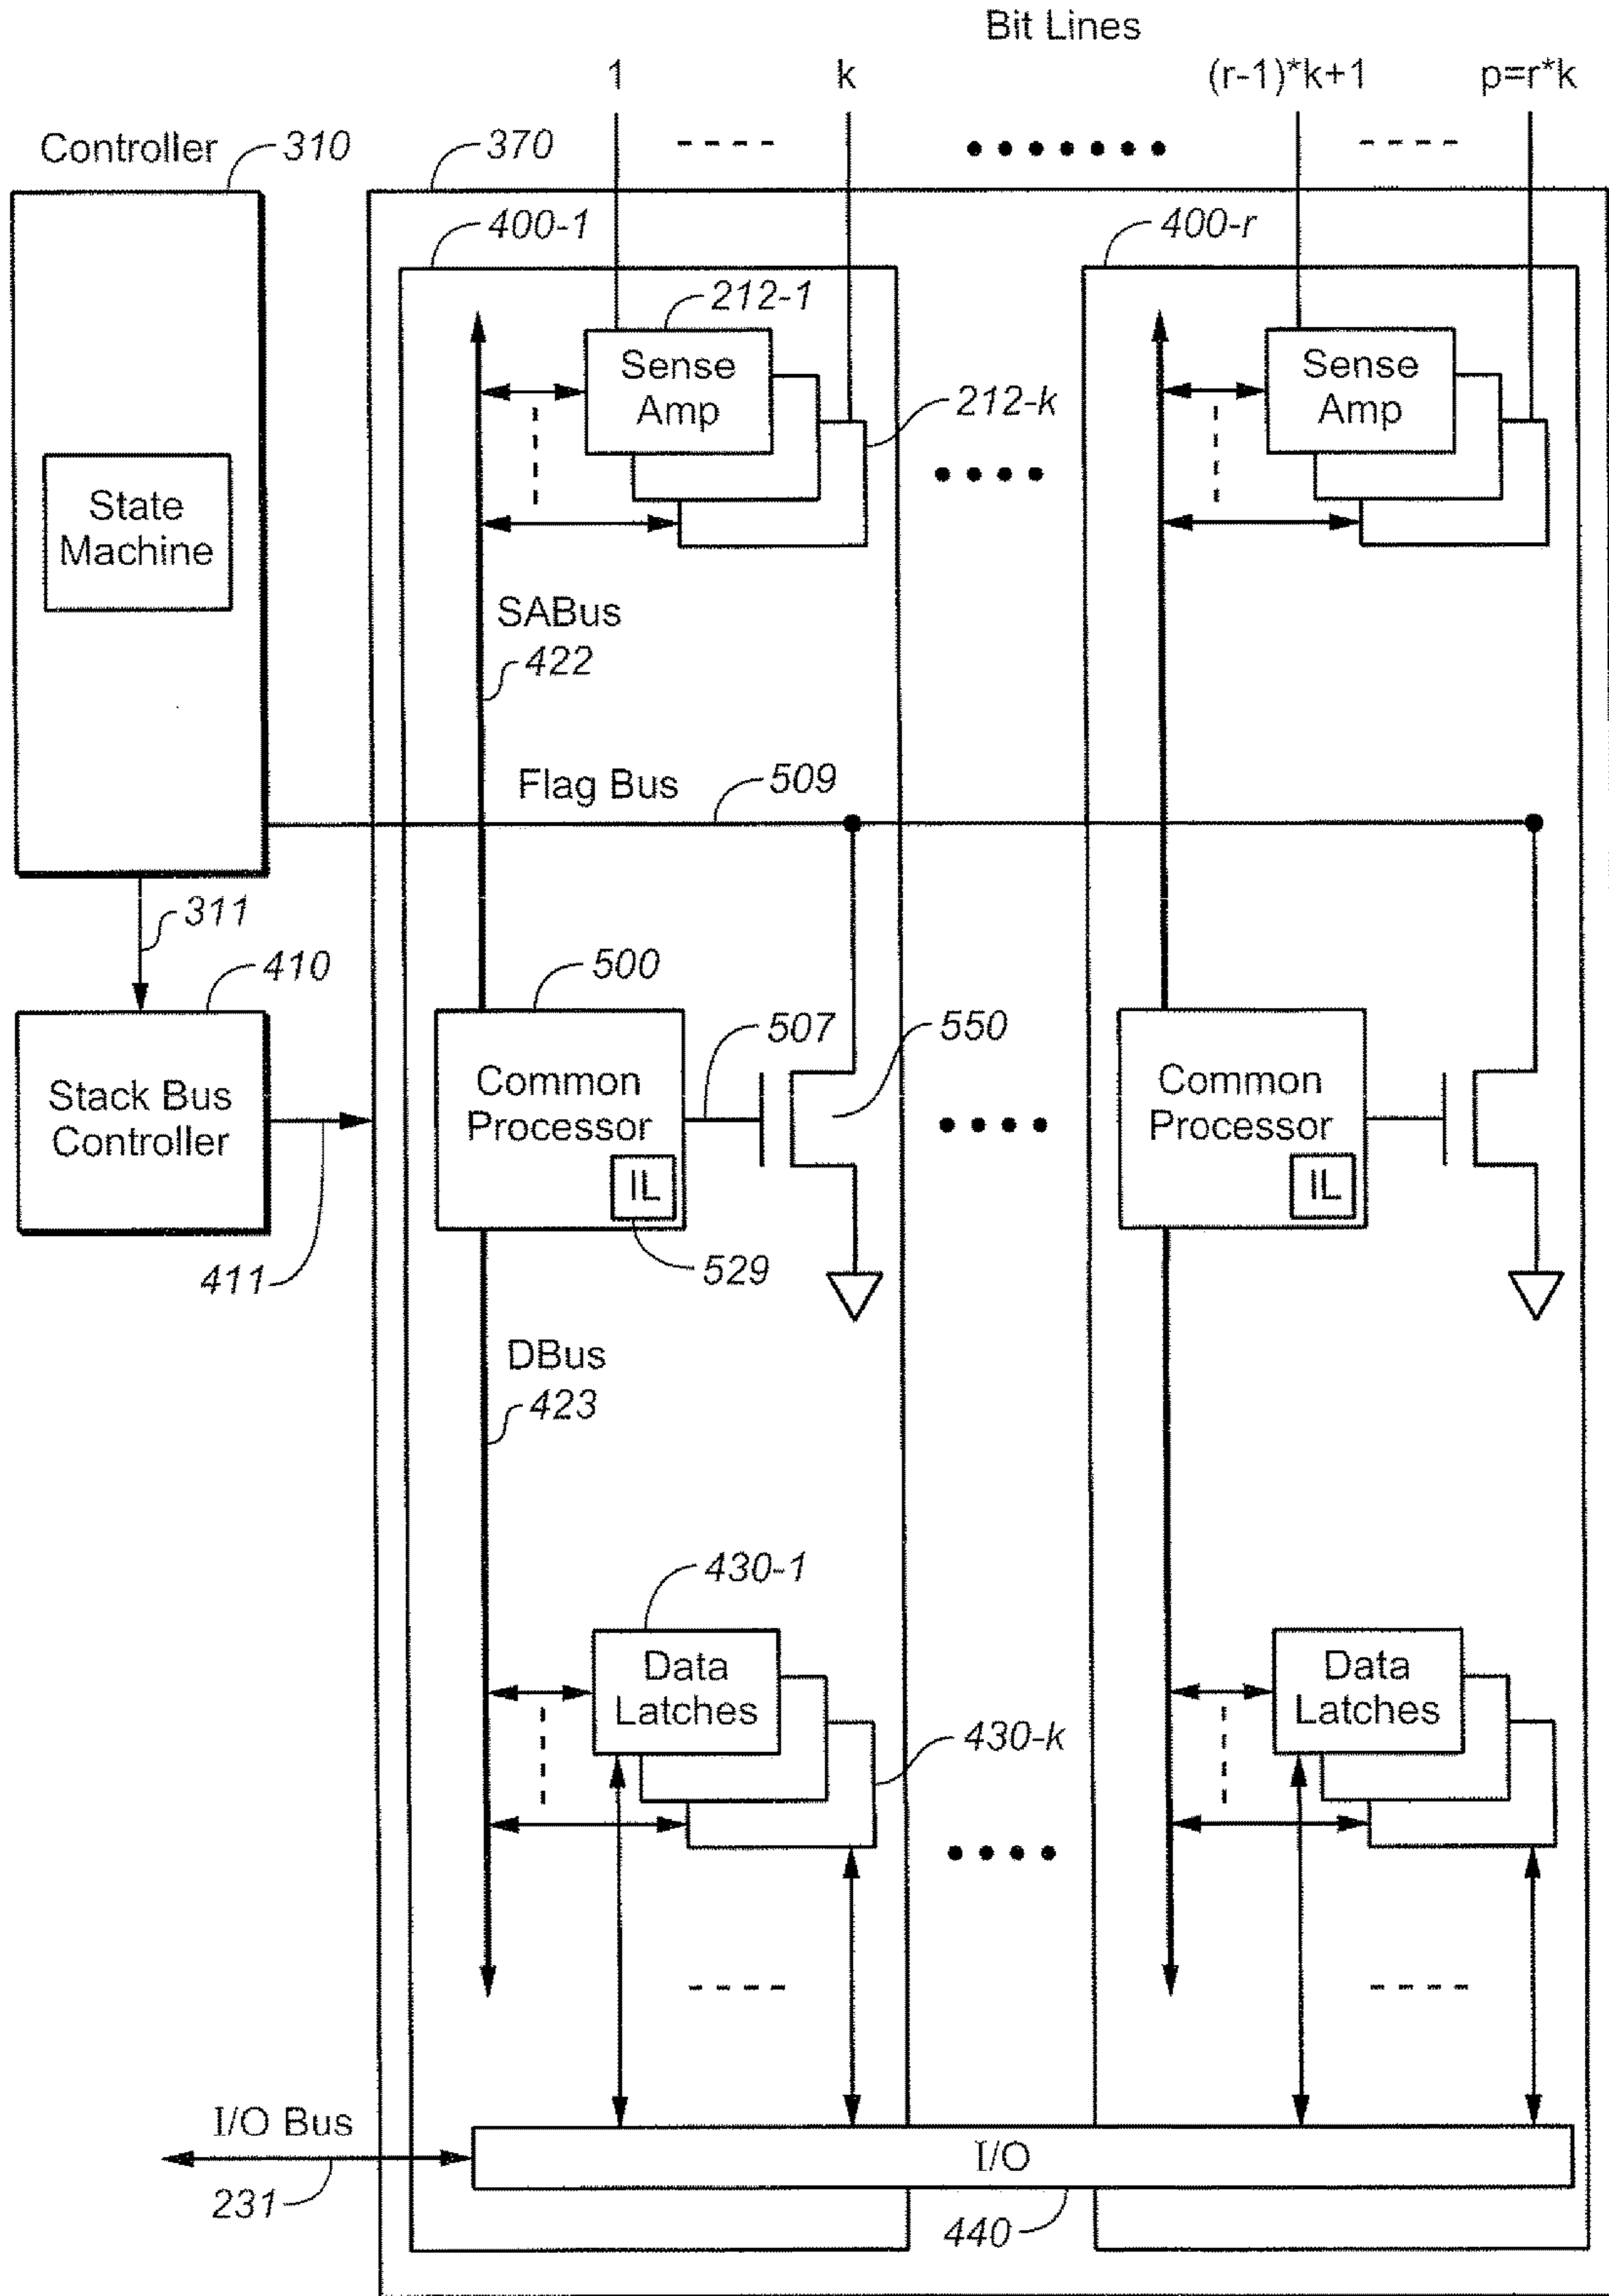 Bit Lines
1
k
(r-1)*k+1
p=r*k
Controller
310
370
400-1
400-r
212-1
Sense
Amp
212-k
Sense
Amp
State
Machine
SABus
422
Flag Bus
509
311
410
500
507
550
Stack Bus
Controller
Common
Processor
IL
Common
Processor
IL
411
529
DBus
423
430-1
Data
Latches
430-k
Data
Latches
I/O Bus
231
I/O
440